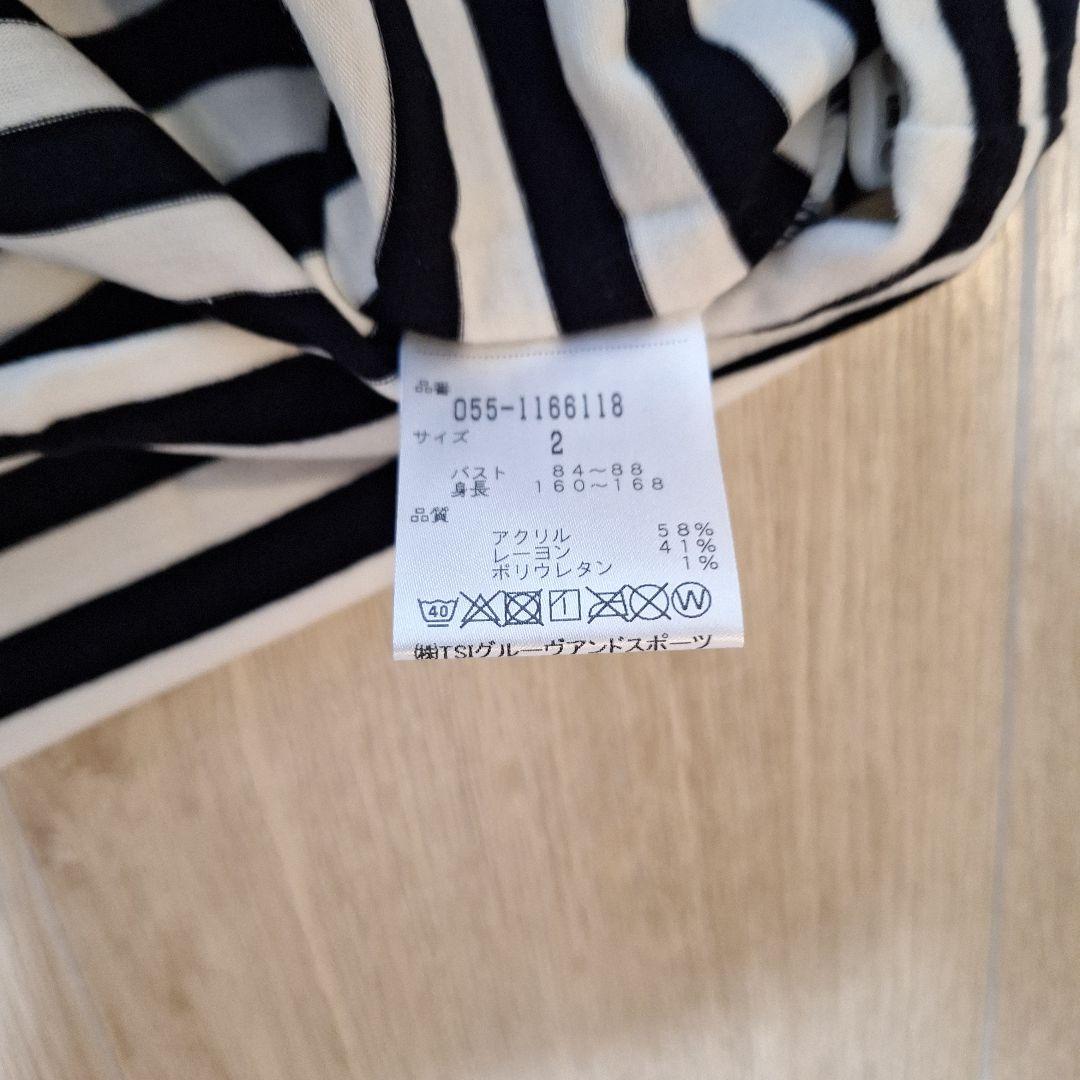 品番
055-1166118
サイズ 2
バスト 84～88
身長 160～168
品質
アクリル 58%
レーヨン 41%
ポリウレタン 1%
40 W
㈱TSIグルーヴアンドスポーツ